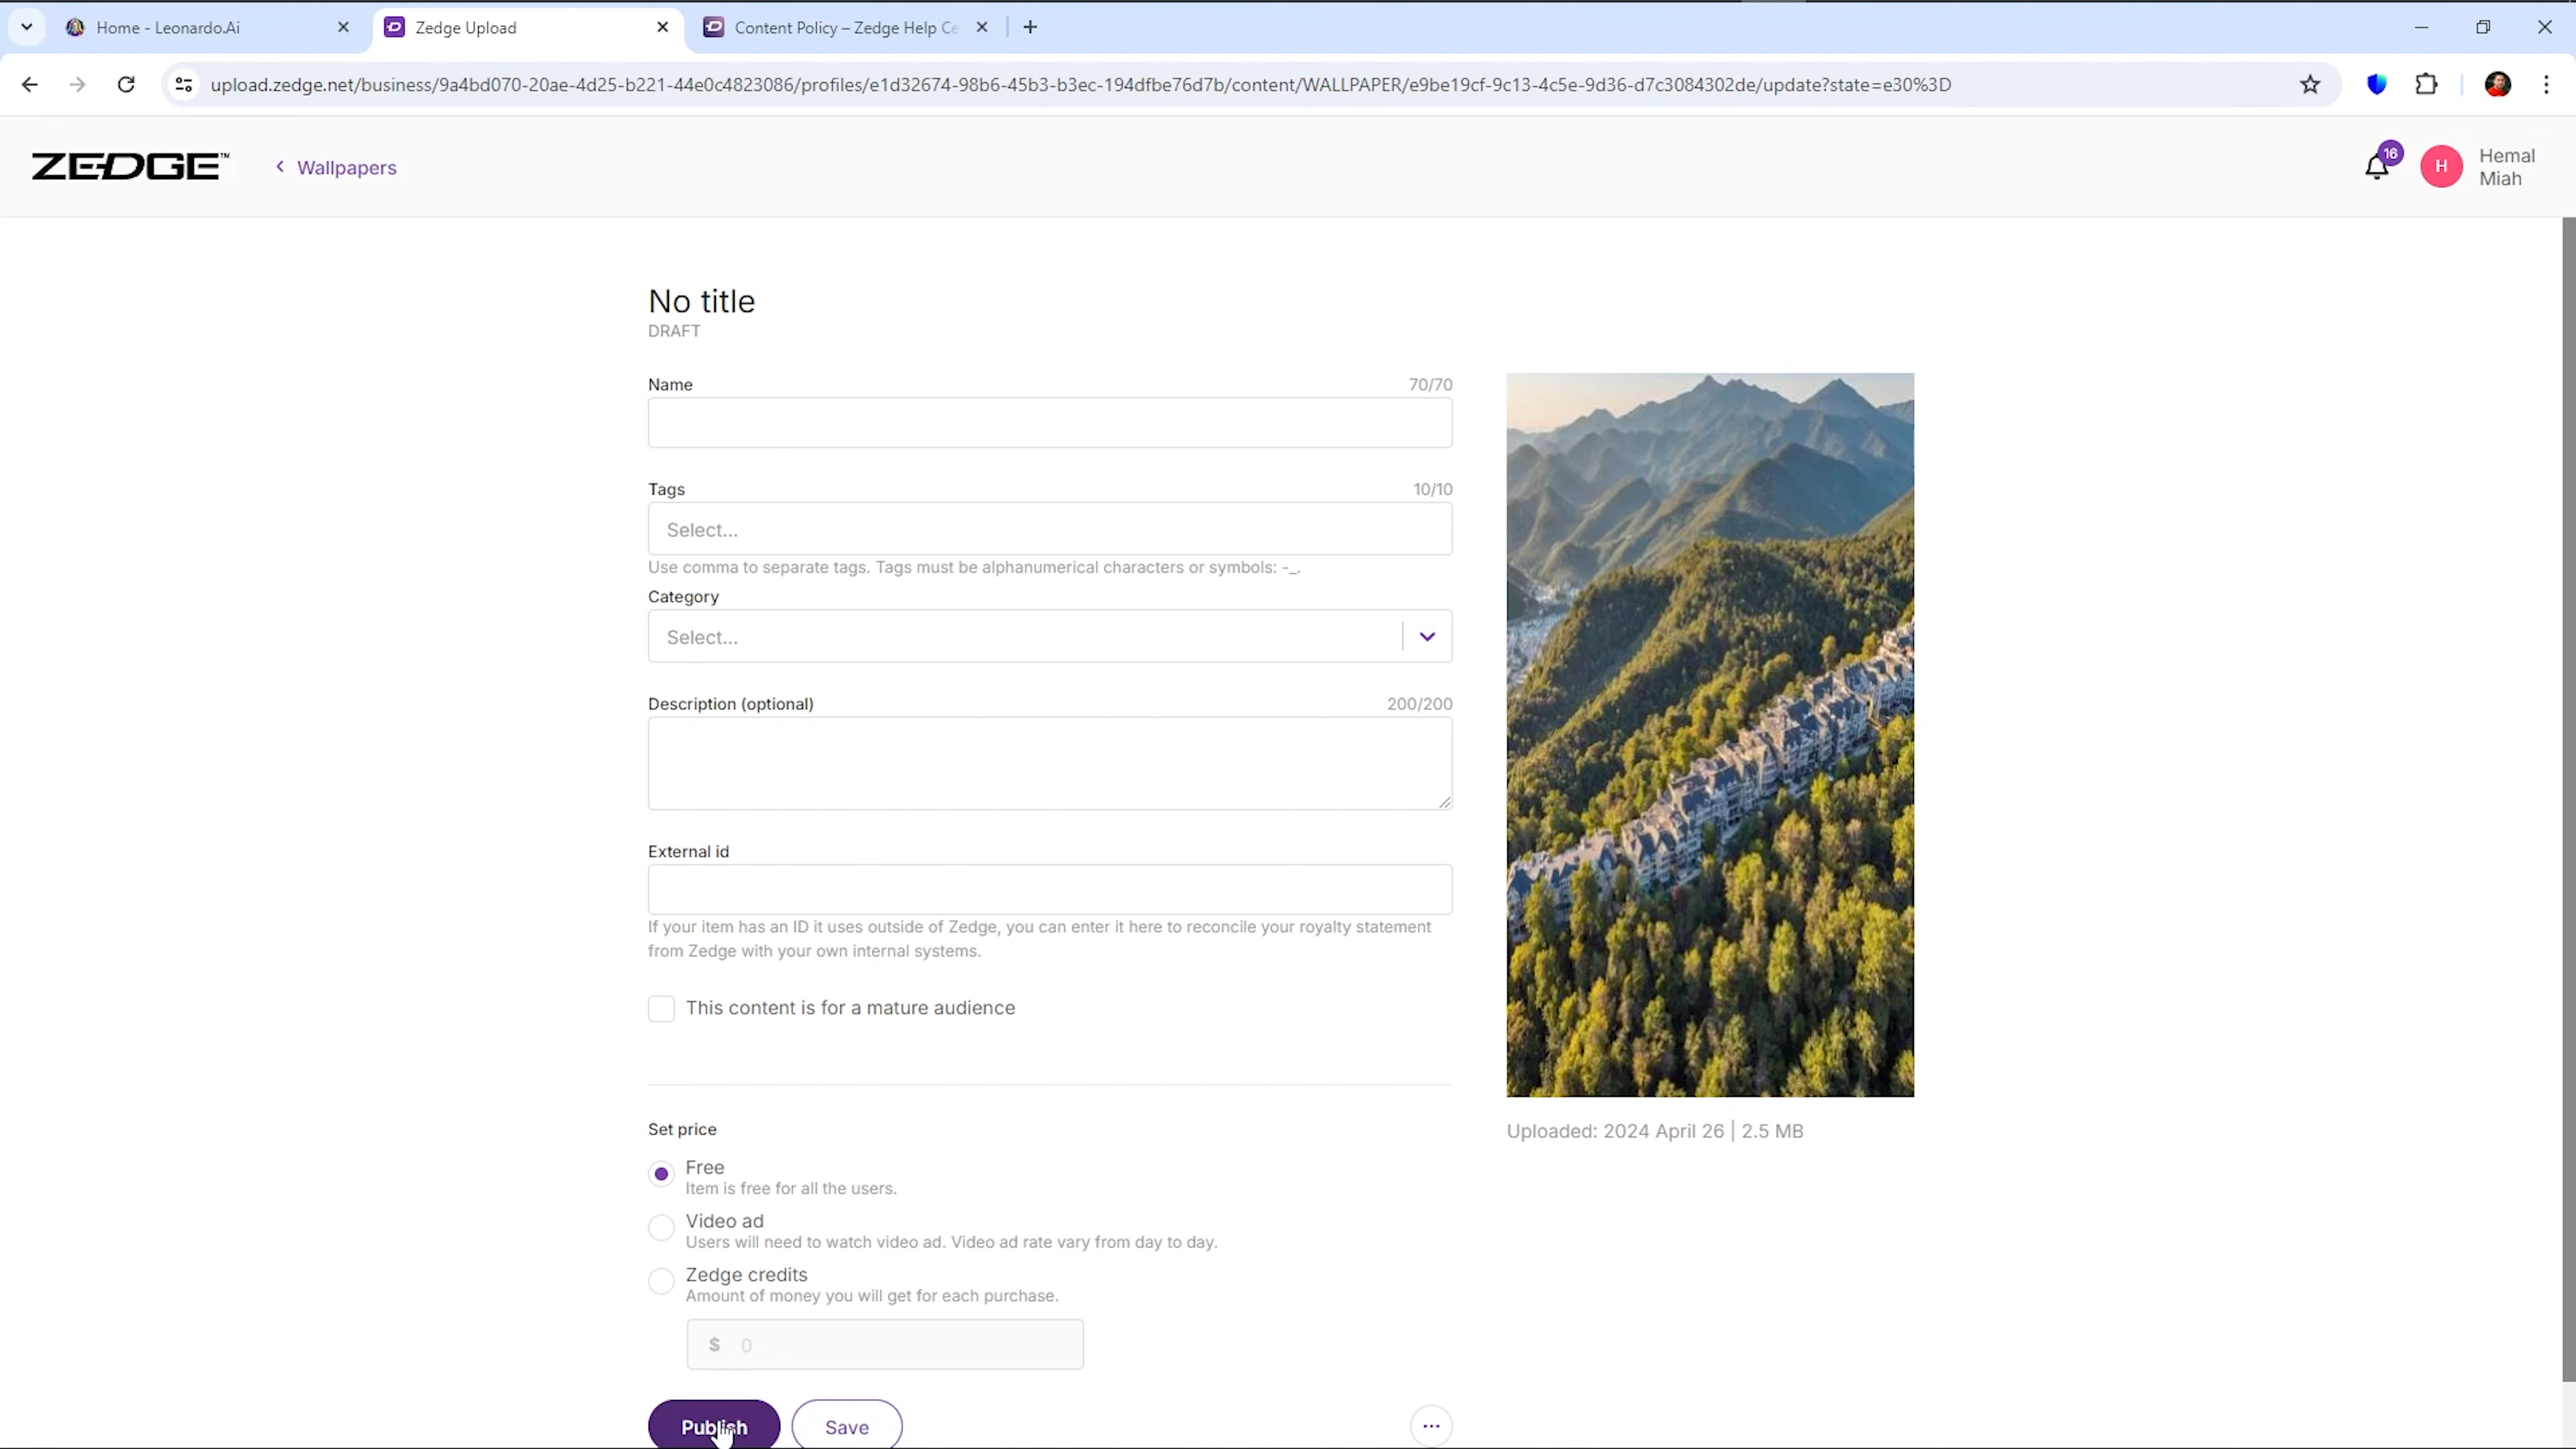 Home - Leonardo.Ai
Zedge Upload
Content Policy – Zedge Help Ce
upload.zedge.net/business/9a4bd070-20ae-4d25-b221-44e0c4823086/profiles/e1d32674-98b6-45b3-b3ec-194dfbe76d7b/content/WALLPAPER/e9be19cf-9c13-4c5e-9d36-d7c3084302de/update?state=e30%3D
ZEDGE™
Wallpapers
16
H
Hemal
Miah
No title
DRAFT
Name 70/70
Tags 10/10
Select...
Use comma to separate tags. Tags must be alphanumerical characters or symbols: -_.
Category
Select...
Description (optional) 200/200
External id
If your item has an ID it uses outside of Zedge, you can enter it here to reconcile your royalty statement
from Zedge with your own internal systems.
This content is for a mature audience
Uploaded: 2024 April 26 | 2.5 MB
Set price
Free
Item is free for all the users.
Video ad
Users will need to watch video ad. Video ad rate vary from day to day.
Zedge credits
Amount of money you will get for each purchase.
$ 0
Publish Save